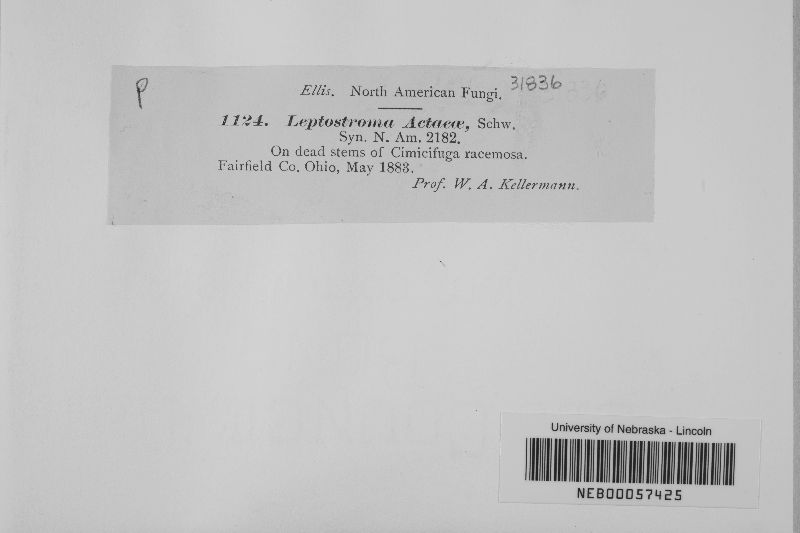 P
31836
Ellis. North American Fungi.
1124. Leptostroma Actaeæ, Schw.
Syn. N. Am. 2182.
On dead stems of Cimicifuga racemosa.
Fairfield Co. Ohio, May 1883.
Prof. W. A. Kellermann.
University of Nebraska - Lincoln
NEB00057425